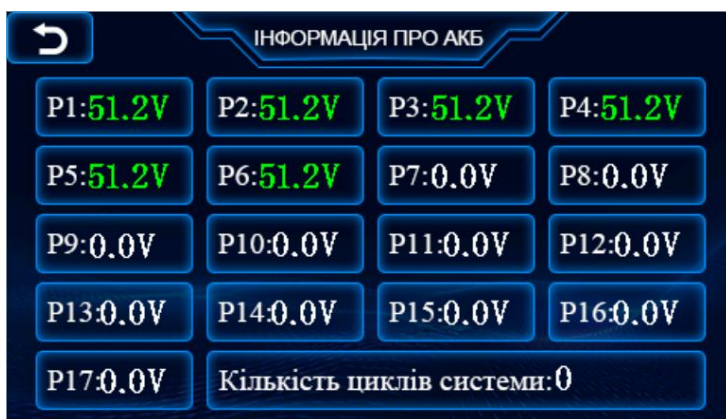 ІНФОРМАЦІЯ ПРО АКБ
P1:51.2V P2:51.2V P3:51.2V P4:51.2V
P5:51.2V P6:51.2V P7:0.0V P8:0.0V
P9:0.0V P10:0.0V P11:0.0V P12:0.0V
P13:0.0V P14:0.0V P15:0.0V P16:0.0V
P17:0.0V Кількість циклів системи:0